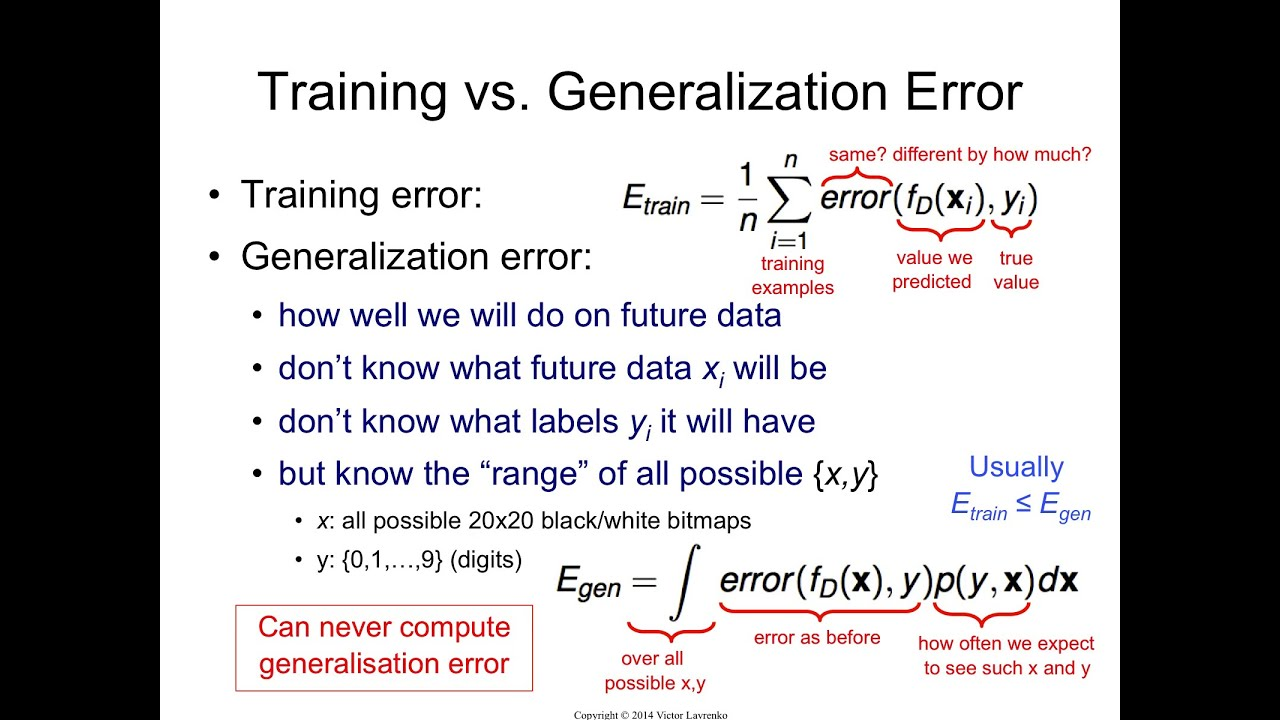 Training vs. Generalization Error
same? different by how much?
• Training error:
E_train = 1/n ∑_{i=1}^{n} error(f_D(x_i), y_i)
training examples
value we predicted
true value
• Generalization error:
• how well we will do on future data
• don’t know what future data x_i will be
• don’t know what labels y_i it will have
• but know the “range” of all possible {x,y}
• x: all possible 20x20 black/white bitmaps
• y: {0,1,…,9} (digits)
Usually
E_train ≤ E_gen
E_gen = ∫ error(f_D(x), y)p(y, x)dx
over all
possible x,y
error as before
how often we expect
to see such x and y
Can never compute
generalisation error
Copyright © 2014 Victor Lavrenko